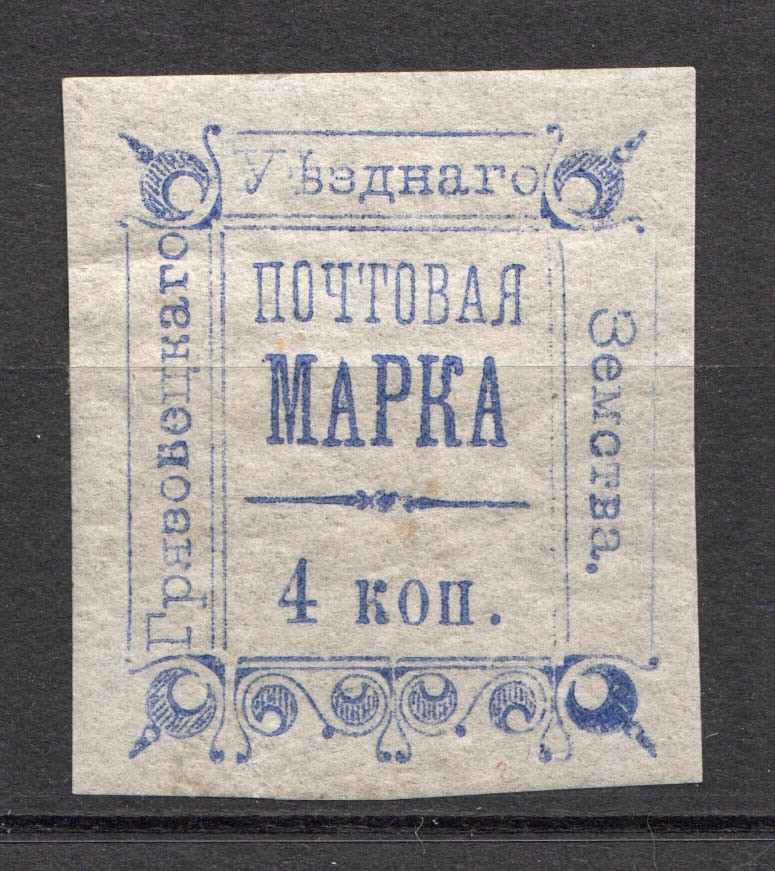 Грязовецкаго
Уѣзднаго
Земства.
ПОЧТОВАЯ
МАРКА
4 коп.